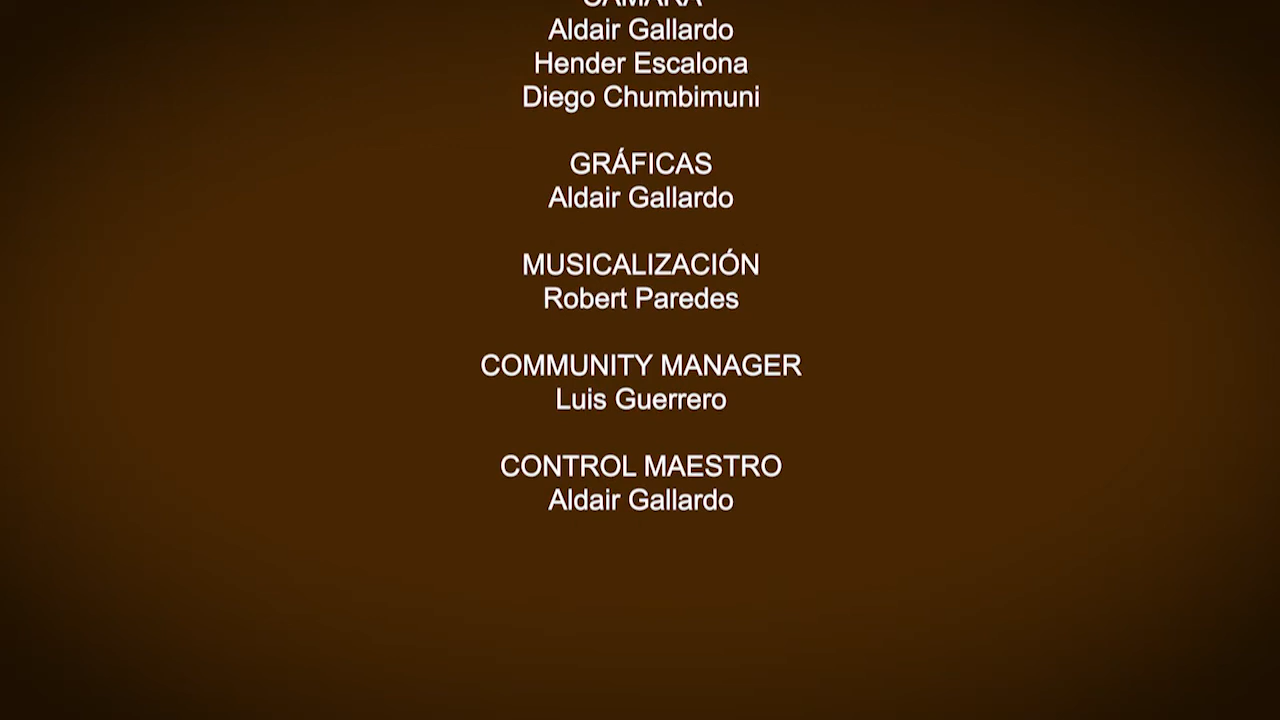 CÁMARA
Aldair Gallardo
Hender Escalona
Diego Chumbimuni
GRÁFICAS
Aldair Gallardo
MUSICALIZACIÓN
Robert Paredes
COMMUNITY MANAGER
Luis Guerrero
CONTROL MAESTRO
Aldair Gallardo